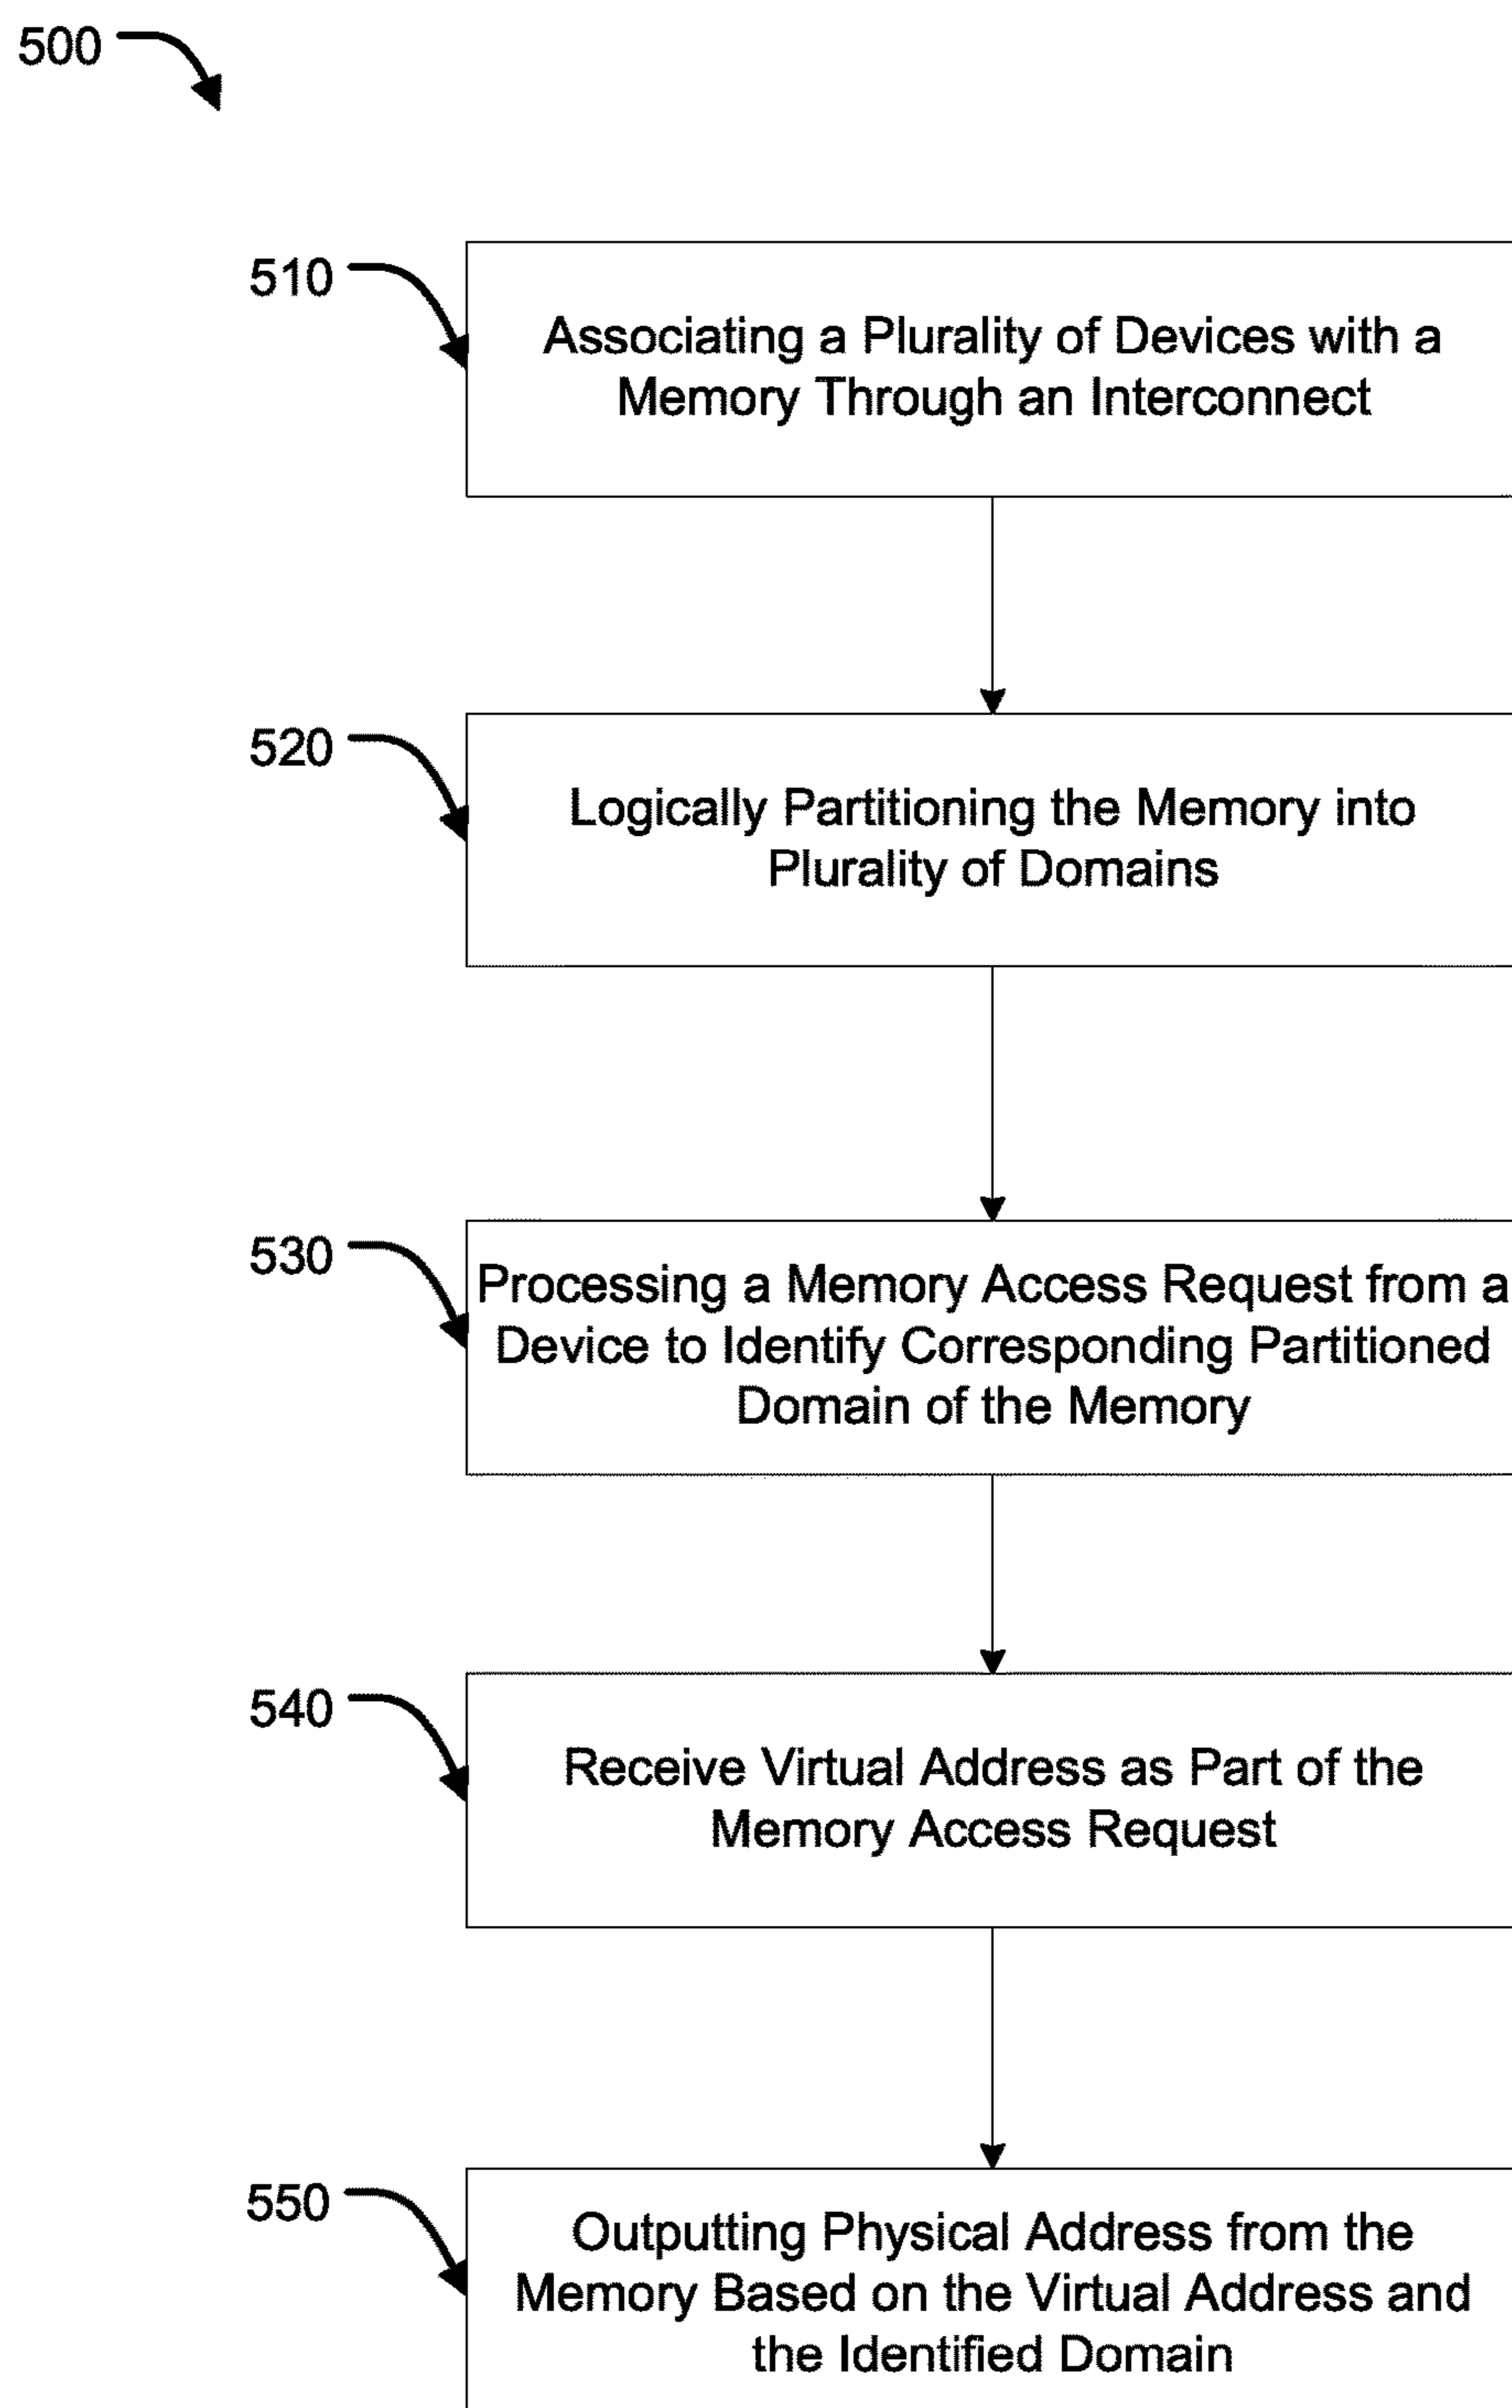 500
510
Associating a Plurality of Devices with a
Memory Through an Interconnect
520
Logically Partitioning the Memory into
Plurality of Domains
530
Processing a Memory Access Request from a
Device to Identify Corresponding Partitioned
Domain of the Memory
540
Receive Virtual Address as Part of the
Memory Access Request
550
Outputting Physical Address from the
Memory Based on the Virtual Address and
the Identified Domain